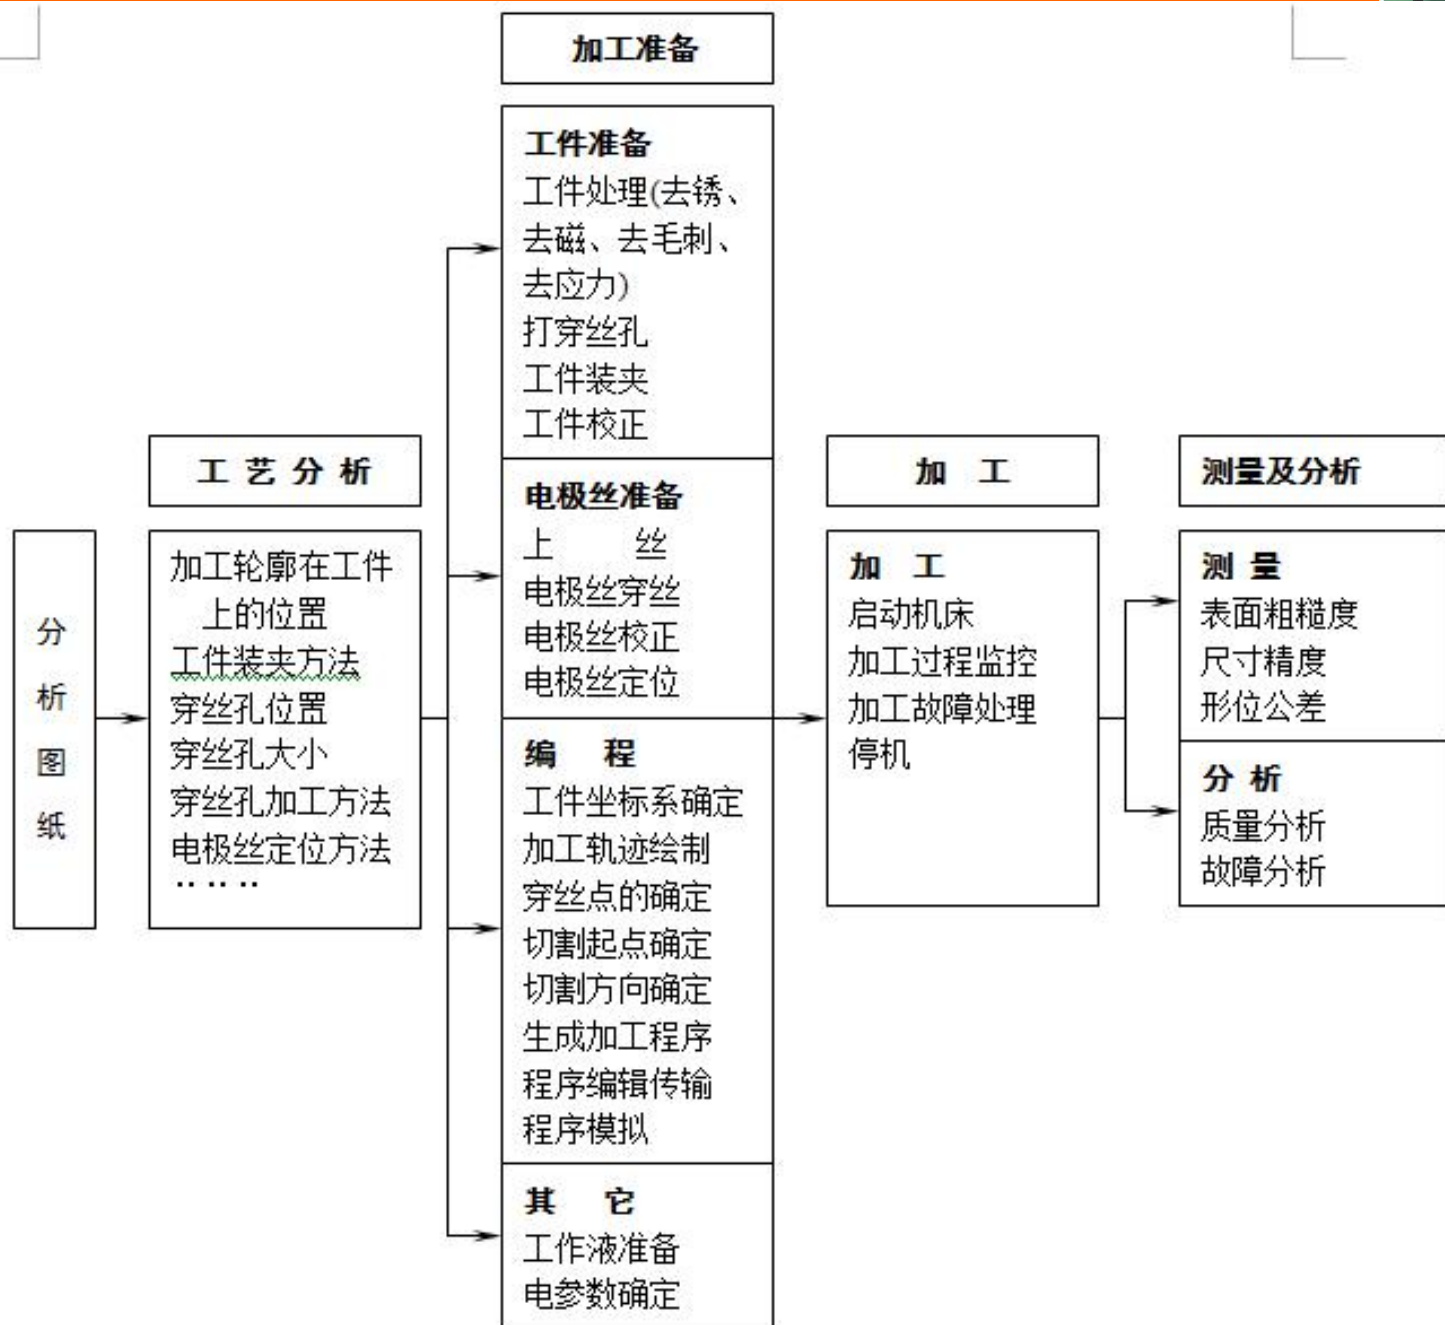 加工准备
工件准备
工件处理(去锈、
去磁、去毛刺、
去应力)
打穿丝孔
工件装夹
工件校正
电极丝准备
上 丝
电极丝穿丝
电极丝校正
电极丝定位
编 程
工件坐标系确定
加工轨迹绘制
穿丝点的确定
切割起点确定
切割方向确定
生成加工程序
程序编辑传输
程序模拟
其 它
工作液准备
电参数确定
工 艺 分 析
加工轮廓在工件
上的位置
工件装夹方法
穿丝孔位置
穿丝孔大小
穿丝孔加工方法
电极丝定位方法
‥‥‥
分
析
图
纸
加 工
加 工
启动机床
加工过程监控
加工故障处理
停机
测量及分析
测 量
表面粗糙度
尺寸精度
形位公差
分 析
质量分析
故障分析